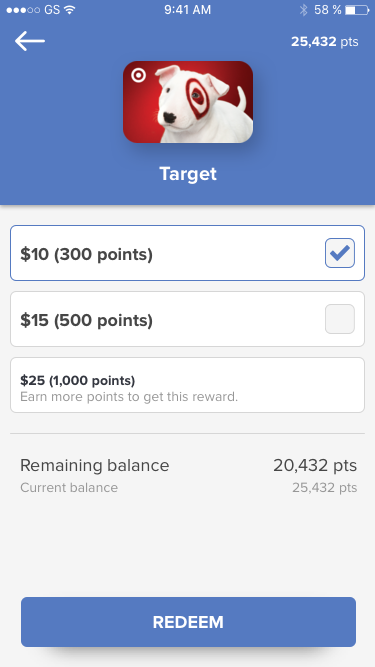 GS 9:41 AM 58 %
25,432 pts
Target
$10 (300 points)
$15 (500 points)
$25 (1,000 points)
Earn more points to get this reward.
Remaining balance 20,432 pts
Current balance 25,432 pts
REDEEM